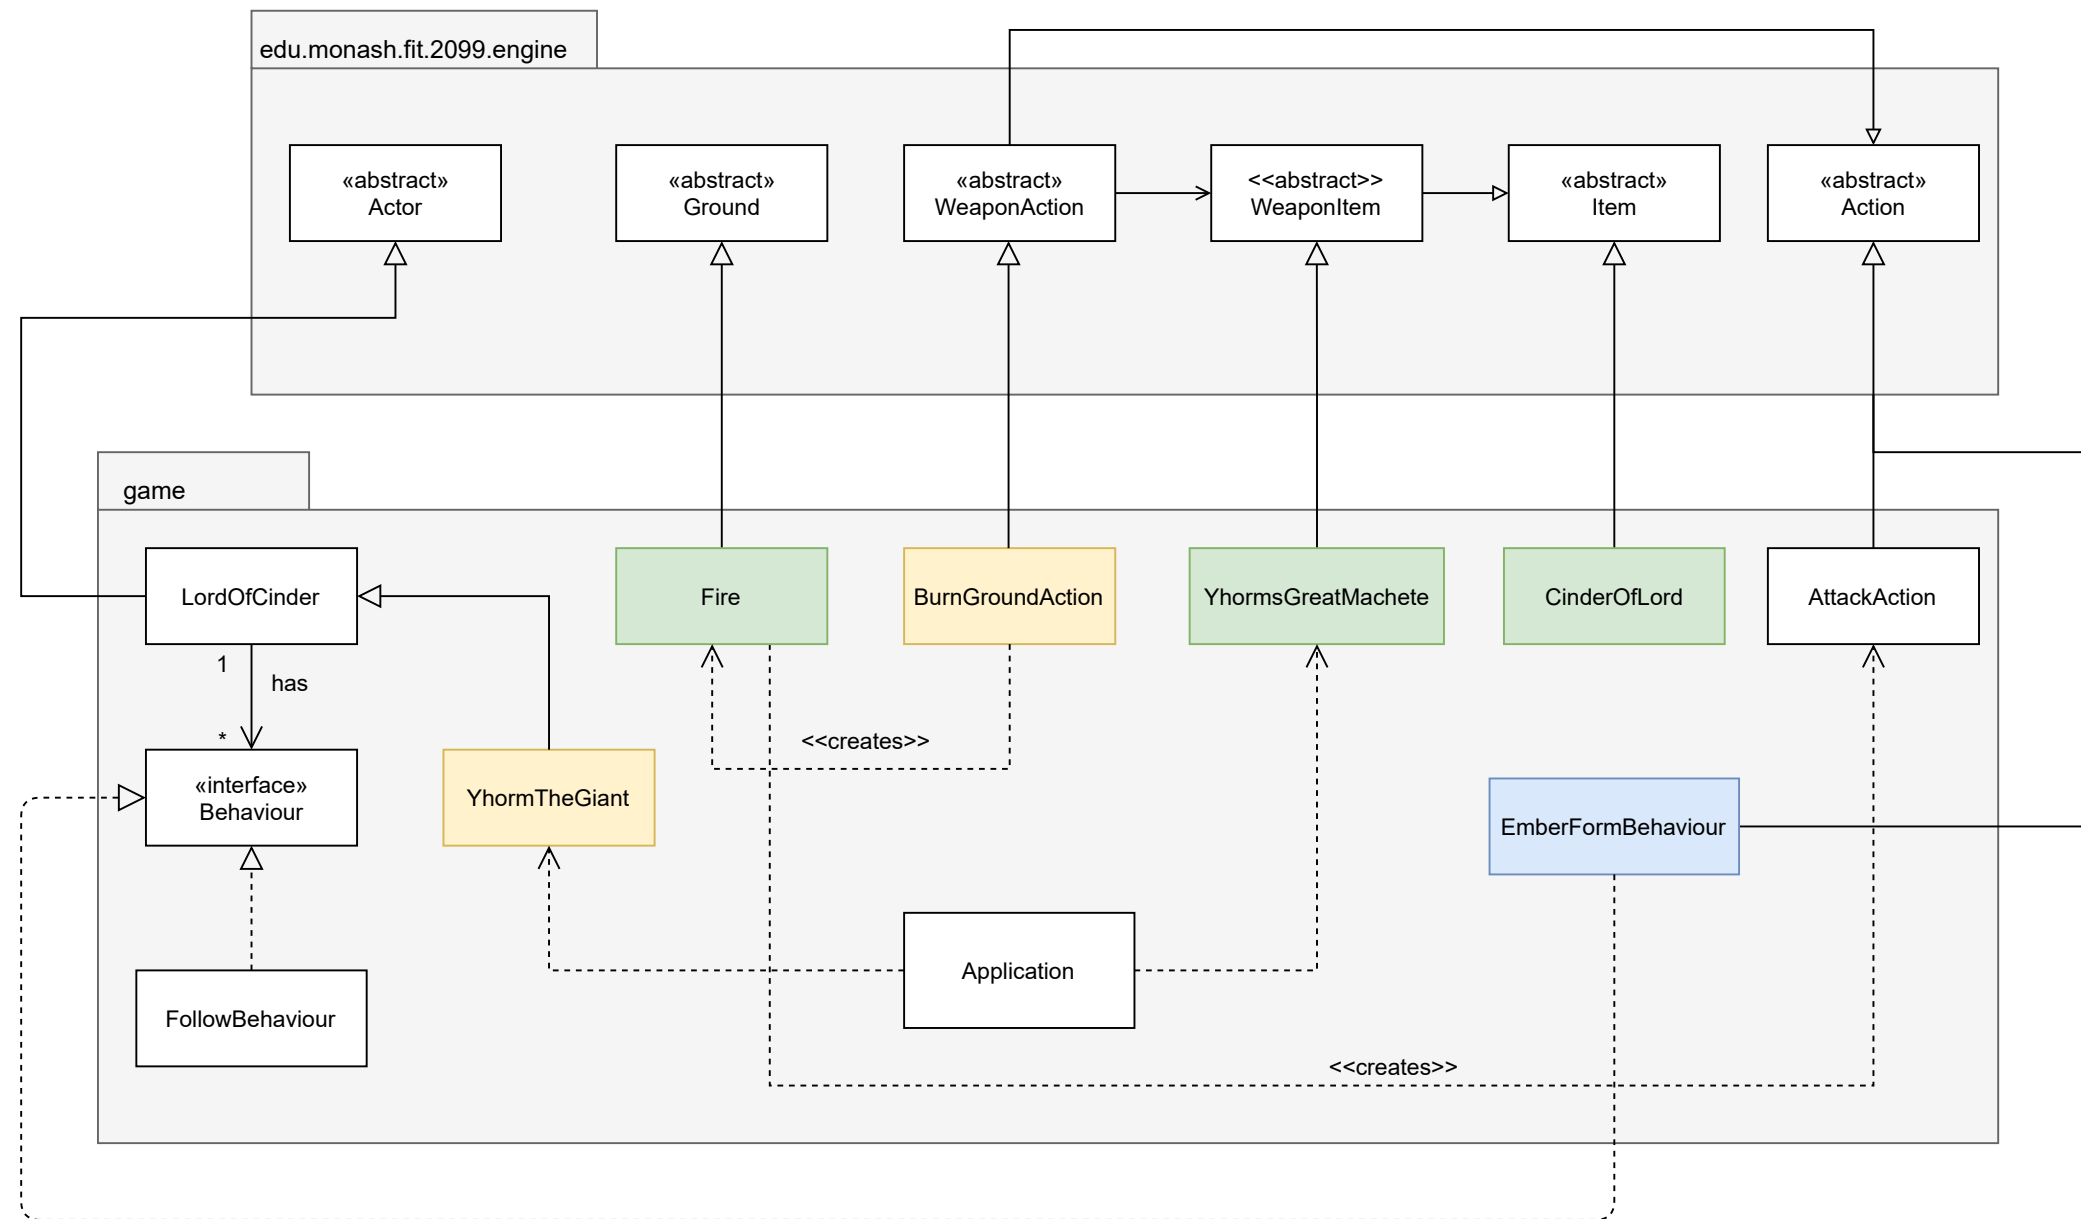 edu.monash.fit.2099.engine
«abstract»
Actor
«abstract»
Ground
«abstract»
WeaponAction
<<abstract>>
WeaponItem
«abstract»
Item
«abstract»
Action
game
LordOfCinder
Fire
BurnGroundAction
YhormsGreatMachete
CinderOfLord
AttackAction
1
has
*
<<creates>>
«interface»
Behaviour
YhormTheGiant
EmberFormBehaviour
Application
FollowBehaviour
<<creates>>